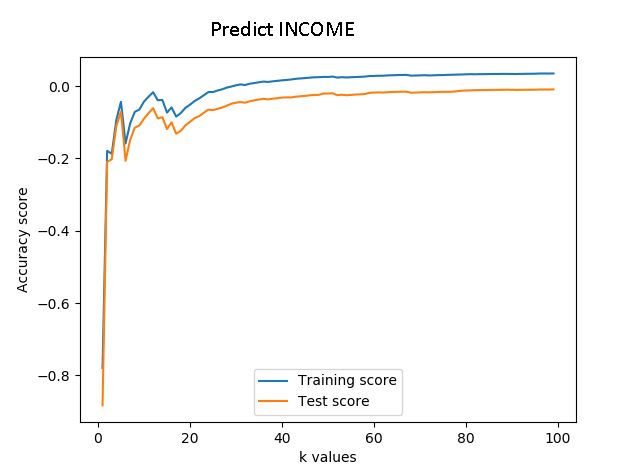 Predict INCOME
Accuracy score
0.0
−0.2
−0.4
−0.6
−0.8
Training score
Test score
0 20 40 60 80 100
k values